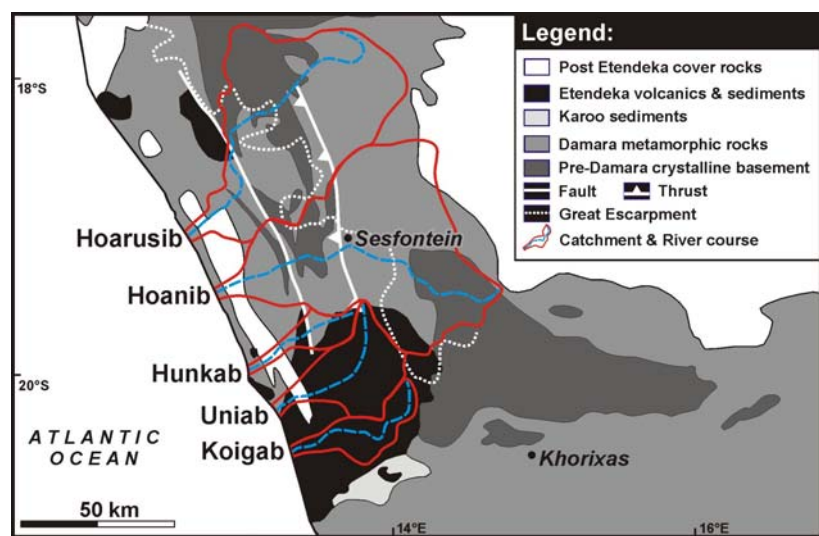 Legend:
Post Etendeka cover rocks
Etendeka volcanics & sediments
Karoo sediments
Damara metamorphic rocks
Pre-Damara crystalline basement
Fault Thrust
Great Escarpment
Catchment & River course
18°S
Hoarusib
Sesfontein
Hoanib
Hunkab
20°S
Uniab
Koigab
ATLANTIC
OCEAN
Khorixas
50 km
14°E
16°E